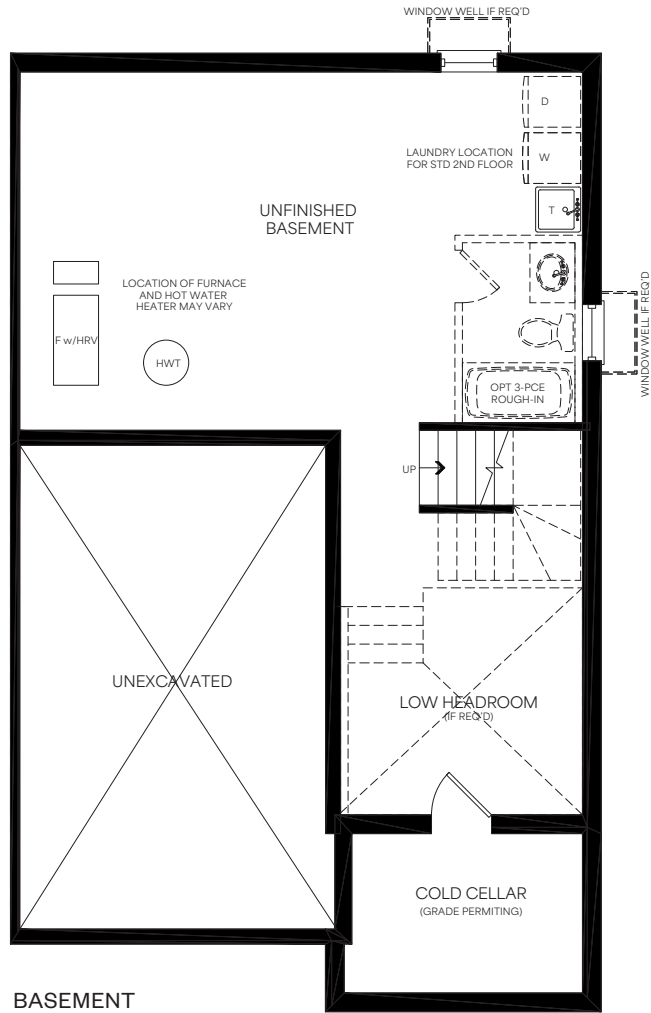 WINDOW WELL IF REQ'D
D
LAUNDRY LOCATION
FOR STD 2ND FLOOR
W
T
UNFINISHED
BASEMENT
WINDOW WELL IF REQ'D
LOCATION OF FURNACE
AND HOT WATER
HEATER MAY VARY
F w/HRV
HWT
OPT 3-PCE
ROUGH-IN
UP
UNEXCAVATED
LOW HEADROOM
(IF REQ'D)
COLD CELLAR
(GRADE PERMITING)
BASEMENT